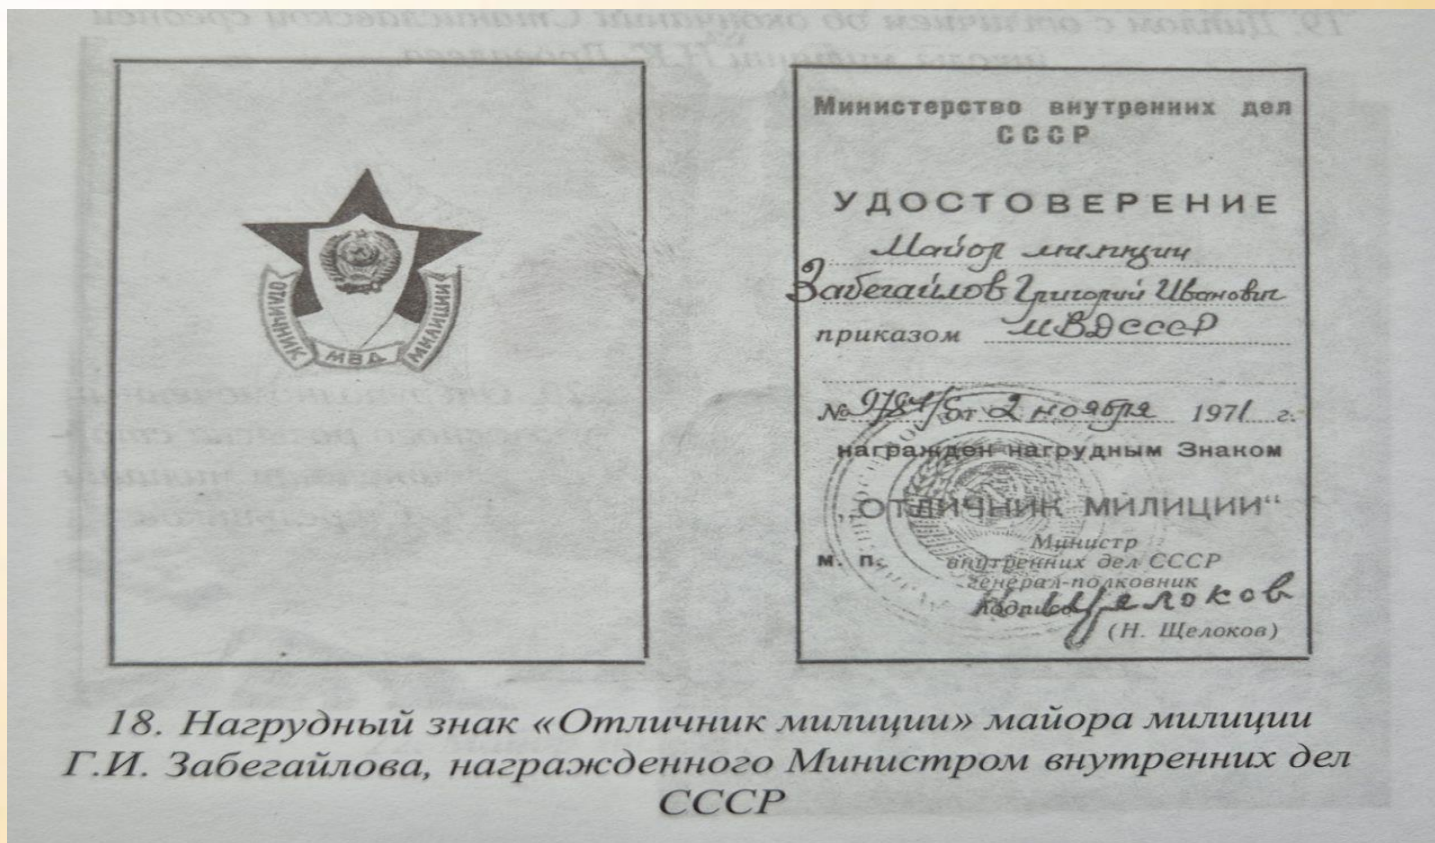 ОТЛИЧНИК МВД МИЛИЦИИ
Министерство внутренних дел
СССР
УДОСТОВЕРЕНИЕ
Майор милиции
Забегайлов Григорий Иванович
приказом МВД СССР
№ от 2 ноября 1971 г.
награжден нагрудным Знаком
„ОТЛИЧНИК МИЛИЦИИ“
Министр
м. п. внутренних дел СССР
генерал-полковник
подпись Щелоков
(Н. Щелоков)
18. Нагрудный знак «Отличник милиции» майора милиции
Г.И. Забегайлова, награжденного Министром внутренних дел
СССР